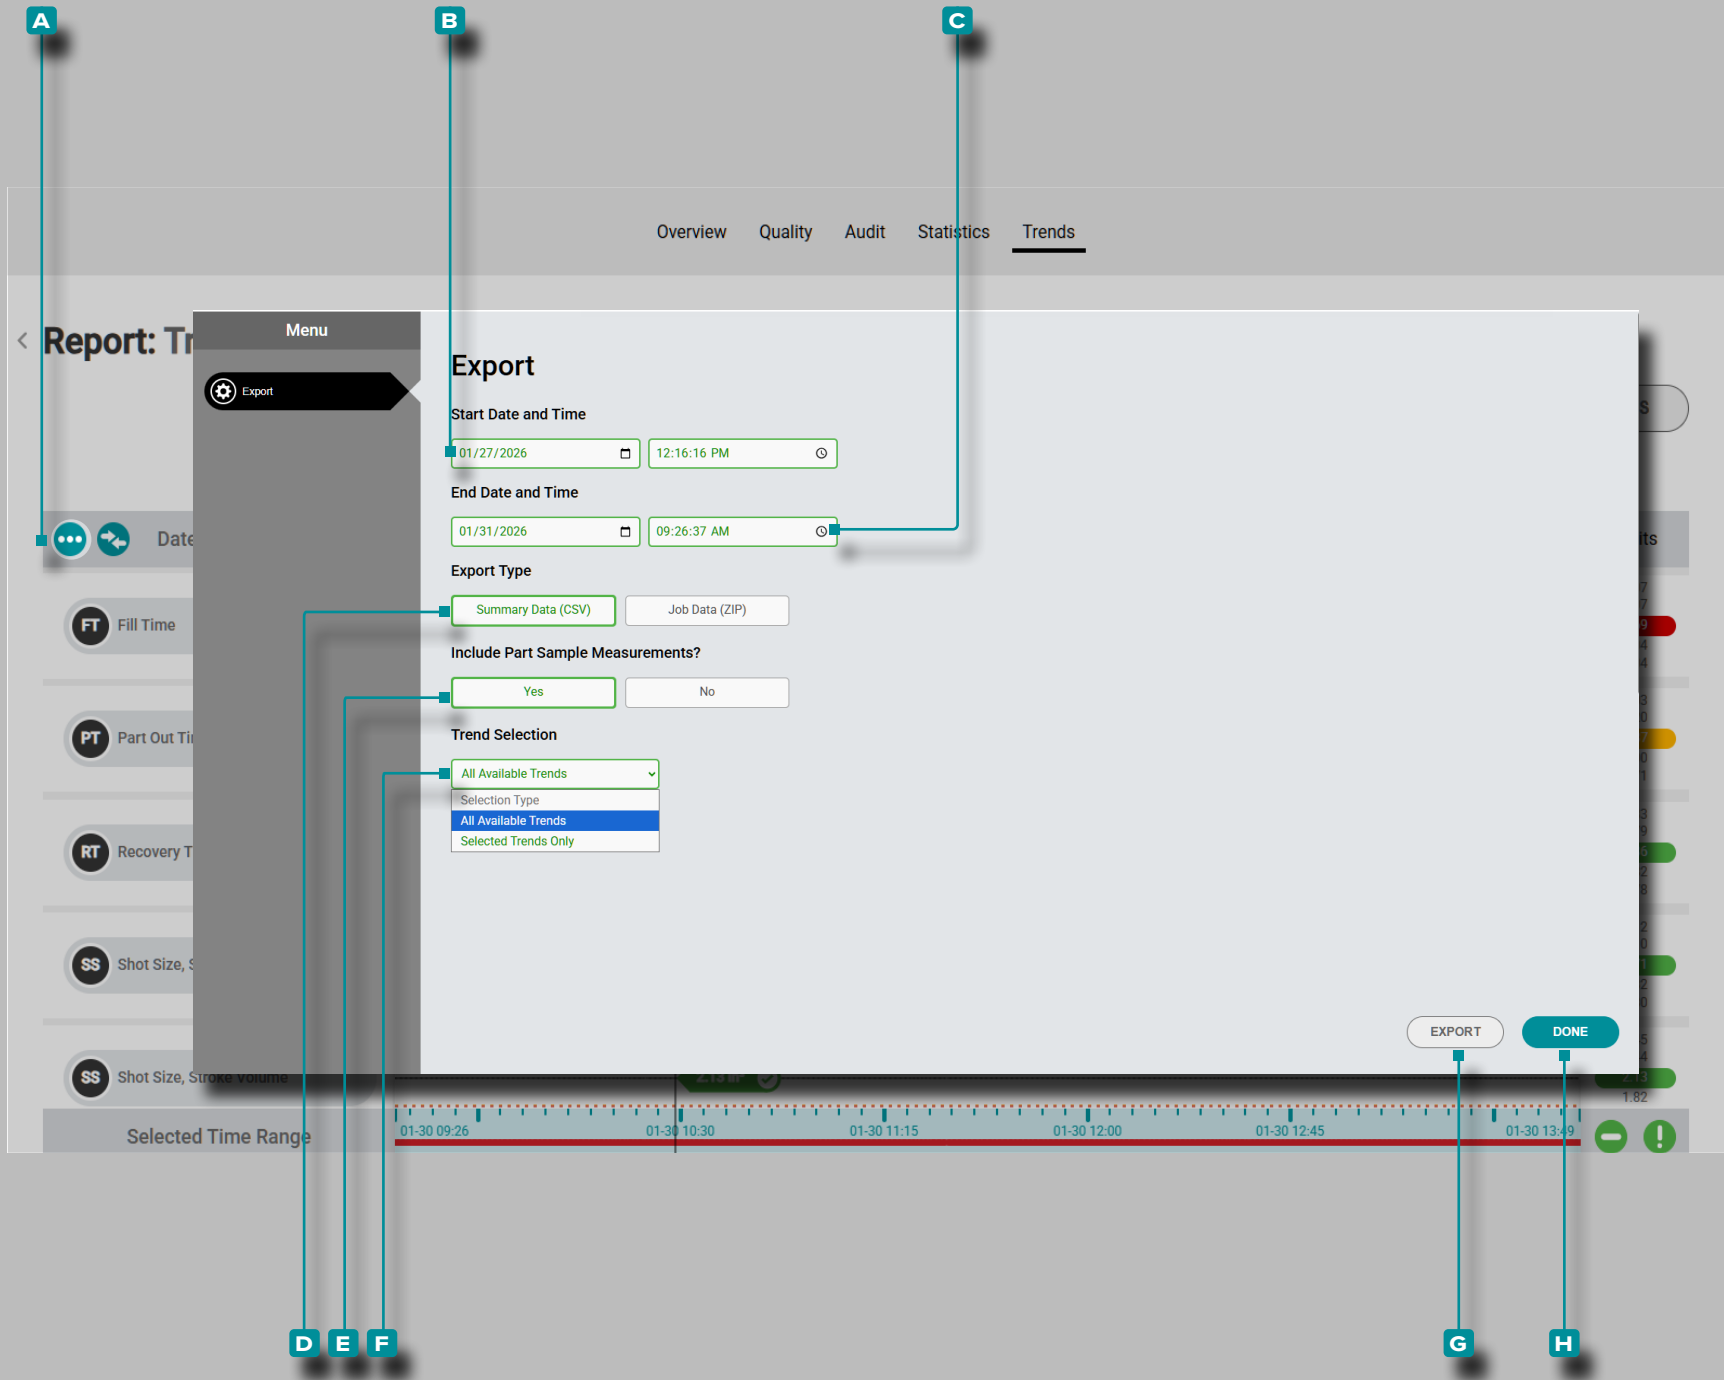 A B C
Overview Quality Audit Statistics Trends
Menu
Report: Tr
Export
Export
Start Date and Time
S
01/27/2026 12:16:16 PM
End Date and Time
01/31/2026 09:26:37 AM
Date
its
Export Type
Summary Data (CSV) Job Data (ZIP)
FT Fill Time
Include Part Sample Measurements?
Yes No
Trend Selection
PT Part Out Ti
All Available Trends
Selection Type
All Available Trends
Selected Trends Only
RT Recovery T
SS Shot Size, S
EXPORT DONE
SS Shot Size, Stroke Volume
2.13
1.82
01-30 09:26 01-30 10:30 01-30 11:15 01-30 12:00 01-30 12:45 01-30 13:49
Selected Time Range
D E F G H